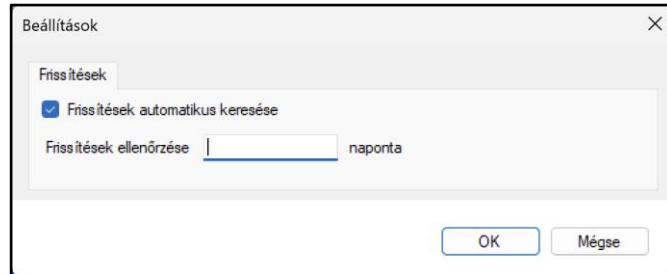 Beállítások
Frissítések
Frissítések automatikus keresése
Frissítések ellenőrzése naponta
OK Mégse